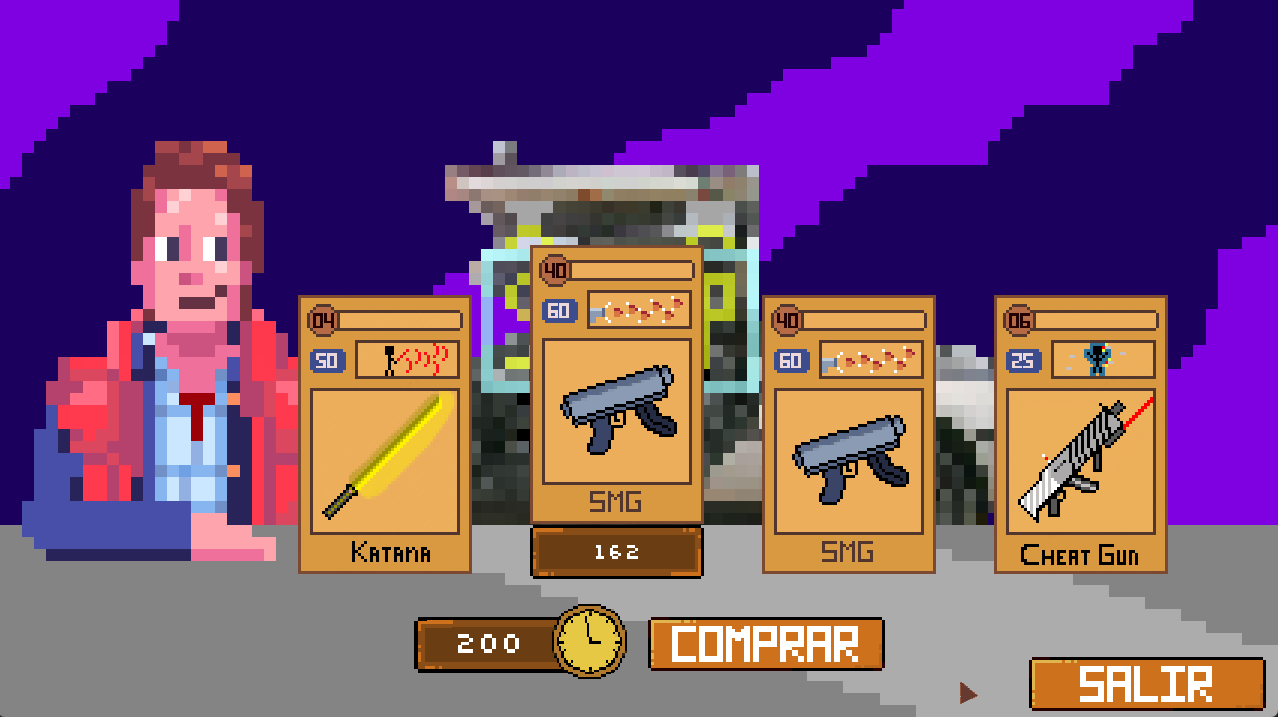 04
50
Katana
40
60
SMG
162
40
60
SMG
06
25
Cheat Gun
200
COMPRAR
SALIR